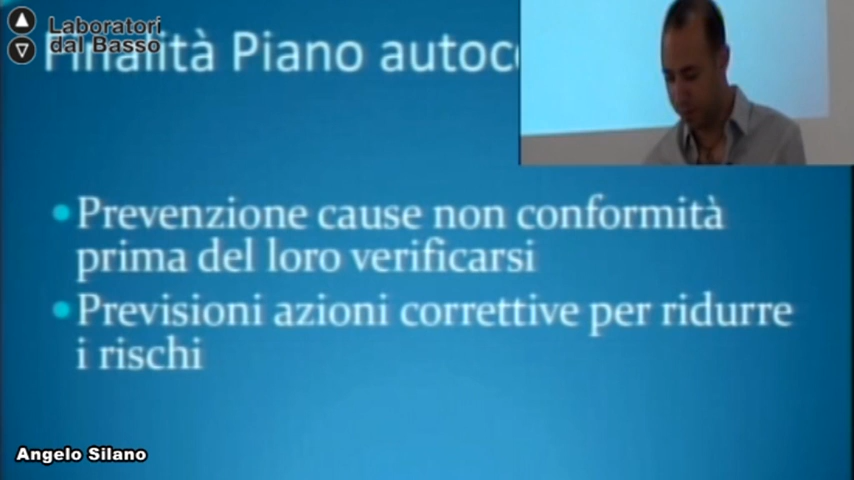 Laboratori
dal Basso
Finalità Piano
Prevenzione cause non conformità
prima del loro verificarsi
Previsioni azioni correttive per ridurre
i rischi
Angelo Silano